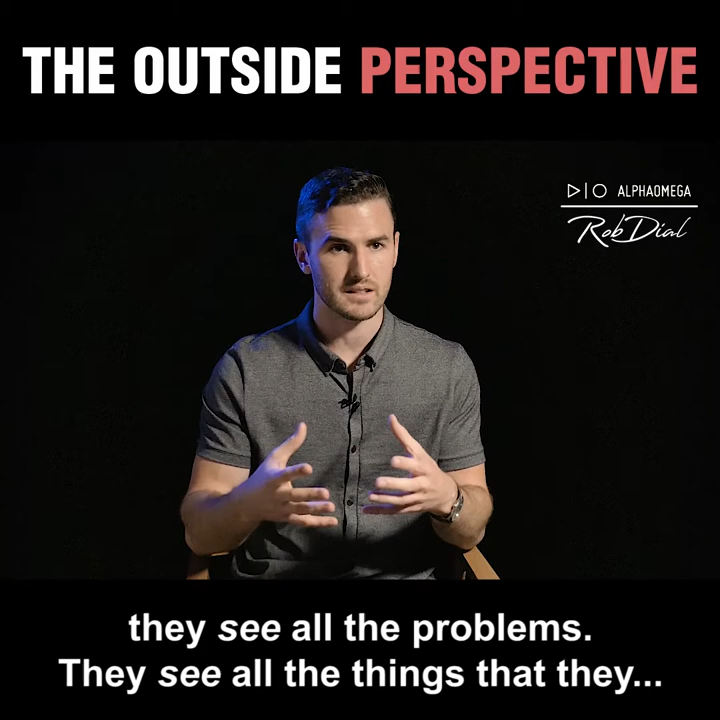 THE OUTSIDE PERSPECTIVE
ALPHAOMEGA
Rob Dial
they see all the problems.
They see all the things that they...